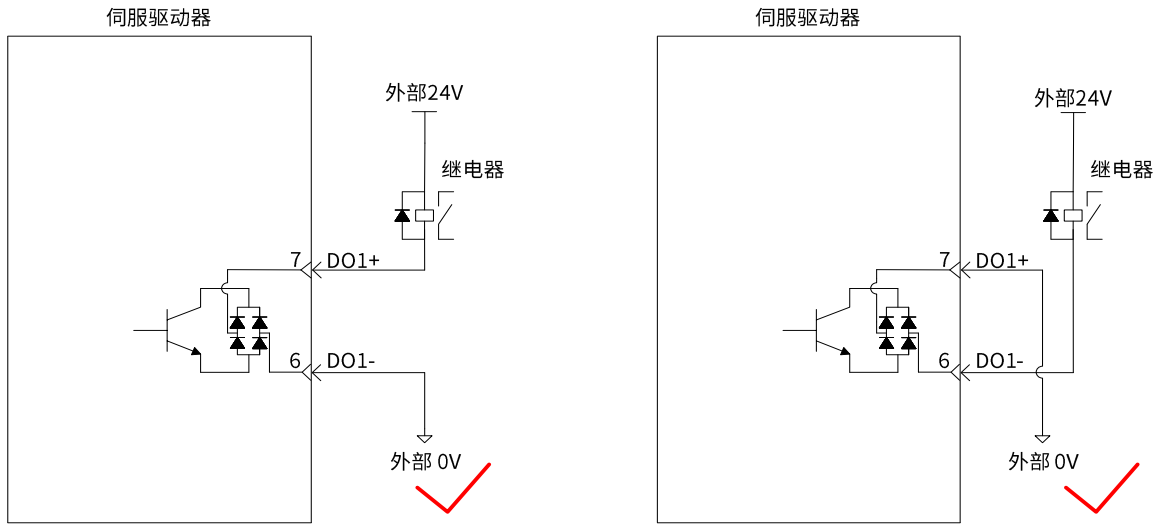 伺服驱动器
外部24V
继电器
7 DO1+
6 DO1-
外部 0V
伺服驱动器
外部24V
继电器
7 DO1+
6 DO1-
外部 0V